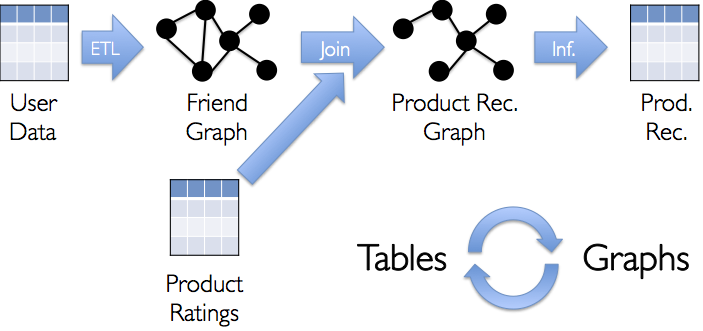 ETL
Join
Inf.
User
Data
Friend
Graph
Product Rec.
Graph
Prod.
Rec.
Product
Ratings
Tables
Graphs